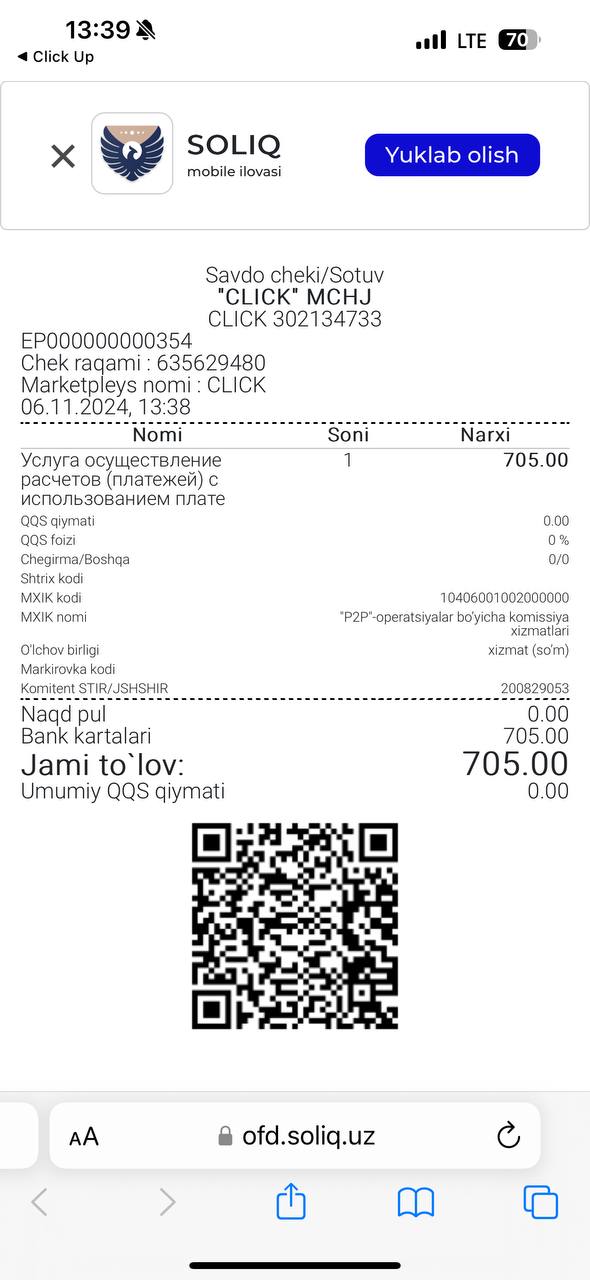 13:39
LTE
70
◄ Click Up
SOLIQ
mobile ilovasi
Yuklab olish
Savdo cheki/Sotuv
"CLICK" MCHJ
CLICK 302134733
EP000000000354
Chek raqami : 635629480
Marketpleys nomi : CLICK
06.11.2024, 13:38
Nomi Soni Narxi
Услуга осуществление 1 705.00
расчетов (платежей) с
использованием плате
QQS qiymati 0.00
QQS foizi 0 %
Chegirma/Boshqa 0/0
Shtrix kodi
MXIK kodi 10406001002000000
MXIK nomi "P2P"-operatsiyalar bo‘yicha komissiya
xizmatlari
O'lchov birligi xizmat (so‘m)
Markirovka kodi
Komitent STIR/JSHSHIR 200829053
Naqd pul 0.00
Bank kartalari 705.00
Jami to`lov: 705.00
Umumiy QQS qiymati 0.00
AA
ofd.soliq.uz